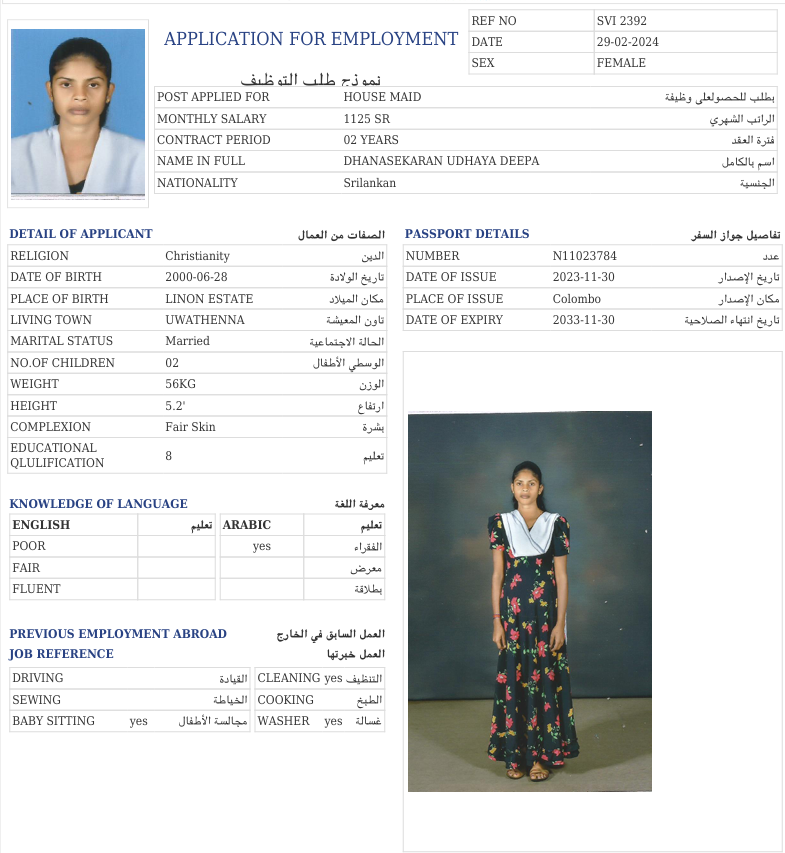 APPLICATION FOR EMPLOYMENT
نموذج طلب التوظيف
REF NO SVI 2392
DATE 29-02-2024
SEX FEMALE
POST APPLIED FOR HOUSE MAID بطلب للحصولعلى وظيفة
MONTHLY SALARY 1125 SR الراتب الشهري
CONTRACT PERIOD 02 YEARS فترة العقد
NAME IN FULL DHANASEKARAN UDHAYA DEEPA اسم بالكامل
NATIONALITY Srilankan الجنسية
DETAIL OF APPLICANT الصفات من العمال
RELIGION Christianity الدين
DATE OF BIRTH 2000-06-28 تاريخ الولادة
PLACE OF BIRTH LINON ESTATE مكان الميلاد
LIVING TOWN UWATHENNA تاون المعيشة
MARITAL STATUS Married الحالة الاجتماعية
NO.OF CHILDREN 02 الوسطي الأطفال
WEIGHT 56KG الوزن
HEIGHT 5.2' ارتفاع
COMPLEXION Fair Skin بشرة
EDUCATIONAL
QLULIFICATION 8 تعليم
PASSPORT DETAILS تفاصيل جواز السفر
NUMBER N11023784 عدد
DATE OF ISSUE 2023-11-30 تاريخ الإصدار
PLACE OF ISSUE Colombo مكان الإصدار
DATE OF EXPIRY 2033-11-30 تاريخ انتهاء الصلاحية
KNOWLEDGE OF LANGUAGE معرفة اللغة
ENGLISH تعليم ARABIC تعليم
POOR yes الفقراء
FAIR معرض
FLUENT بطلاقة
PREVIOUS EMPLOYMENT ABROAD العمل السابق في الخارج
JOB REFERENCE العمل خبرتها
DRIVING القيادة CLEANING yes التنظيف
SEWING الخياطة COOKING الطبخ
BABY SITTING yes مجالسة الأطفال WASHER yes غسالة